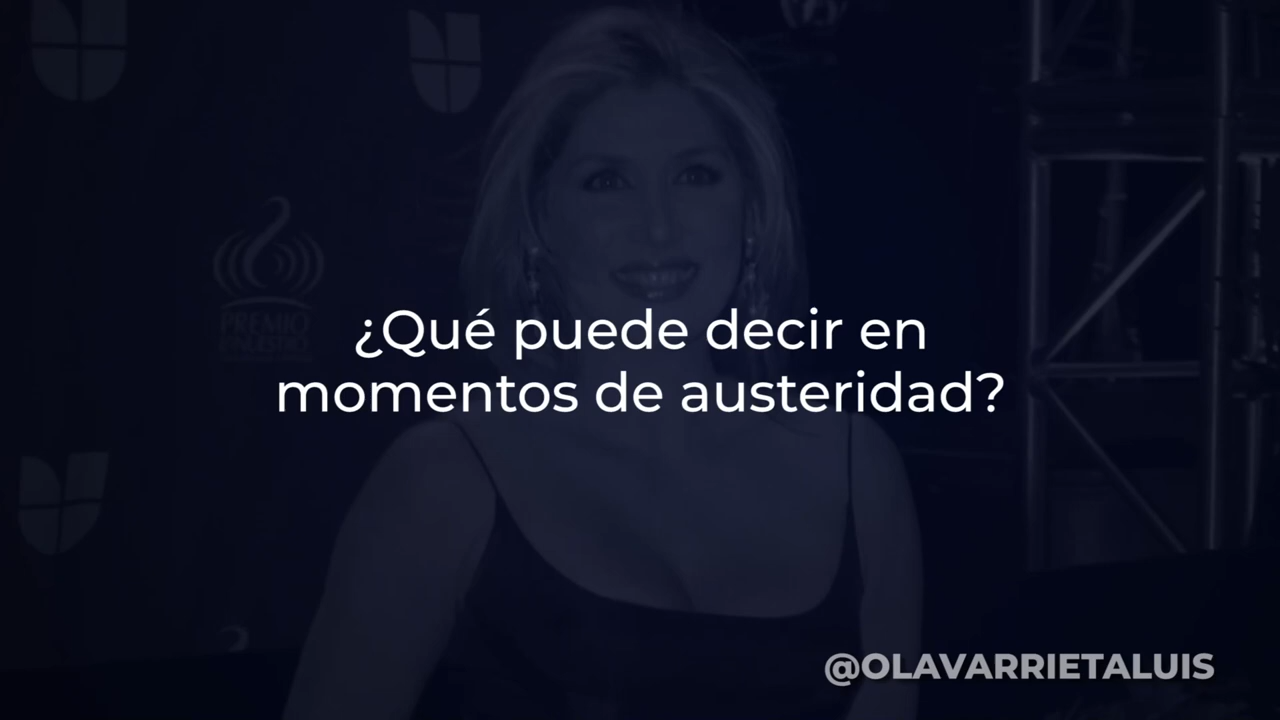 PREMIO
¿Qué puede decir en
momentos de austeridad?
@OLAVARRIETALUIS